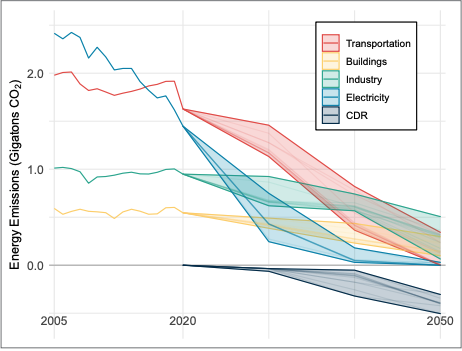 Energy Emissions (Gigatons CO₂)
2.0
1.0
0.0
2005
2020
2050
Transportation
Buildings
Industry
Electricity
CDR